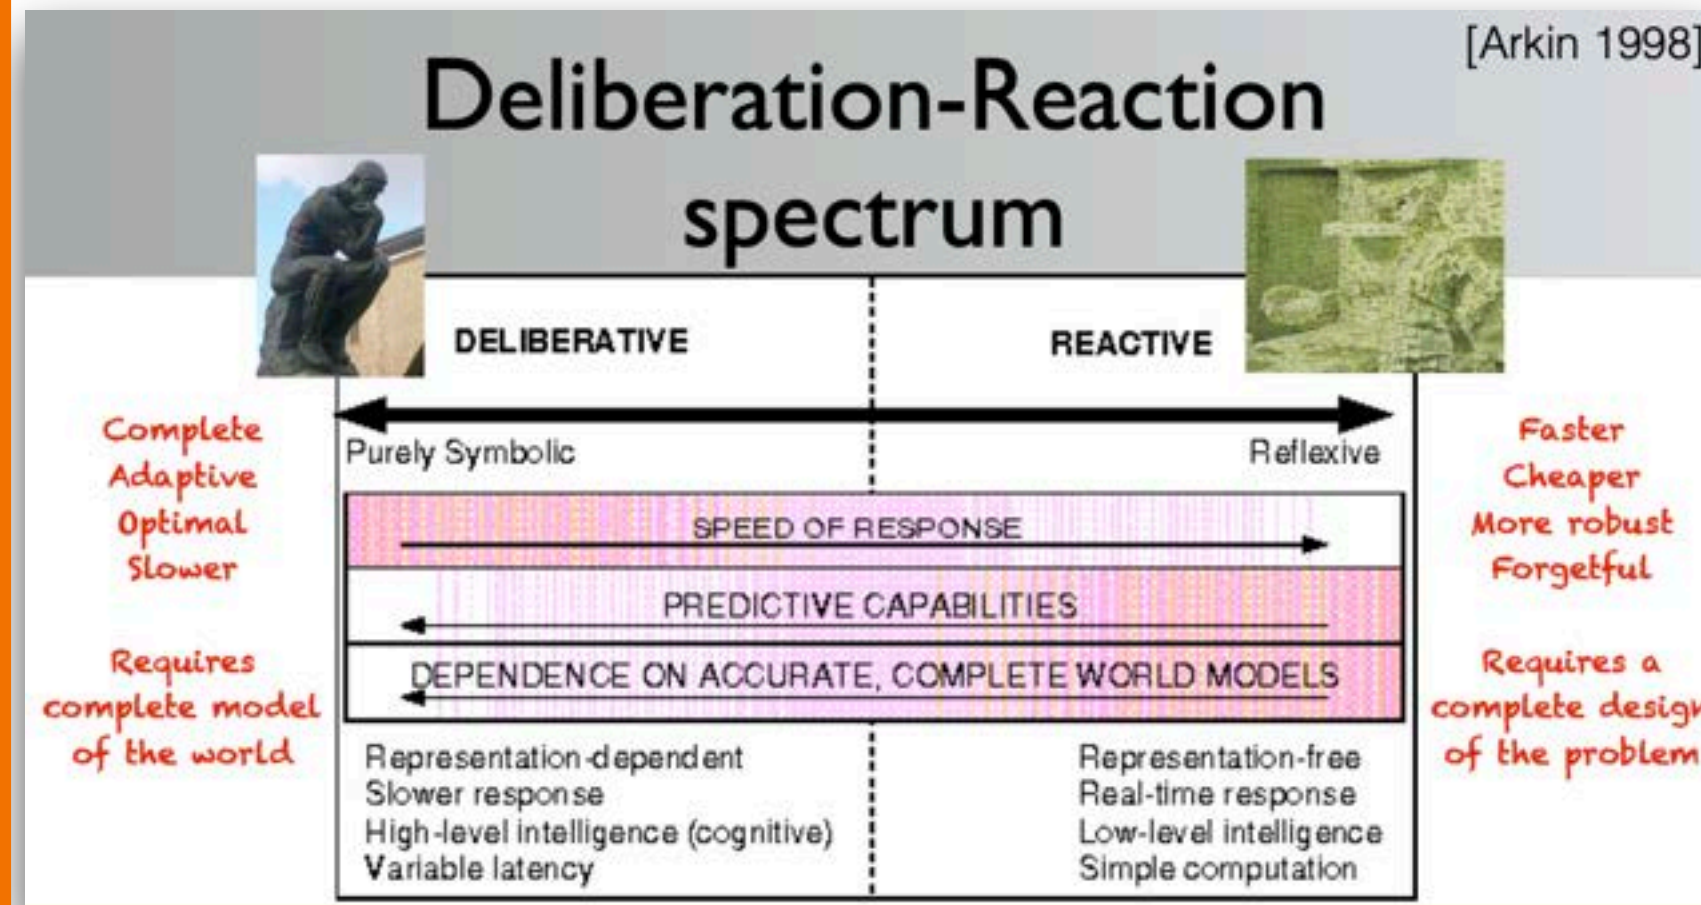 [Arkin 1998]
Deliberation-Reaction
spectrum
DELIBERATIVE
REACTIVE
Purely Symbolic
Reflexive
SPEED OF RESPONSE
PREDICTIVE CAPABILITIES
DEPENDENCE ON ACCURATE, COMPLETE WORLD MODELS
Representation-dependent
Slower response
High-level intelligence (cognitive)
Variable latency
Representation-free
Real-time response
Low-level intelligence
Simple computation
Complete
Adaptive
Optimal
Slower
Requires
complete model
of the world
Faster
Cheaper
More robust
Forgetful
Requires a
complete design
of the problem